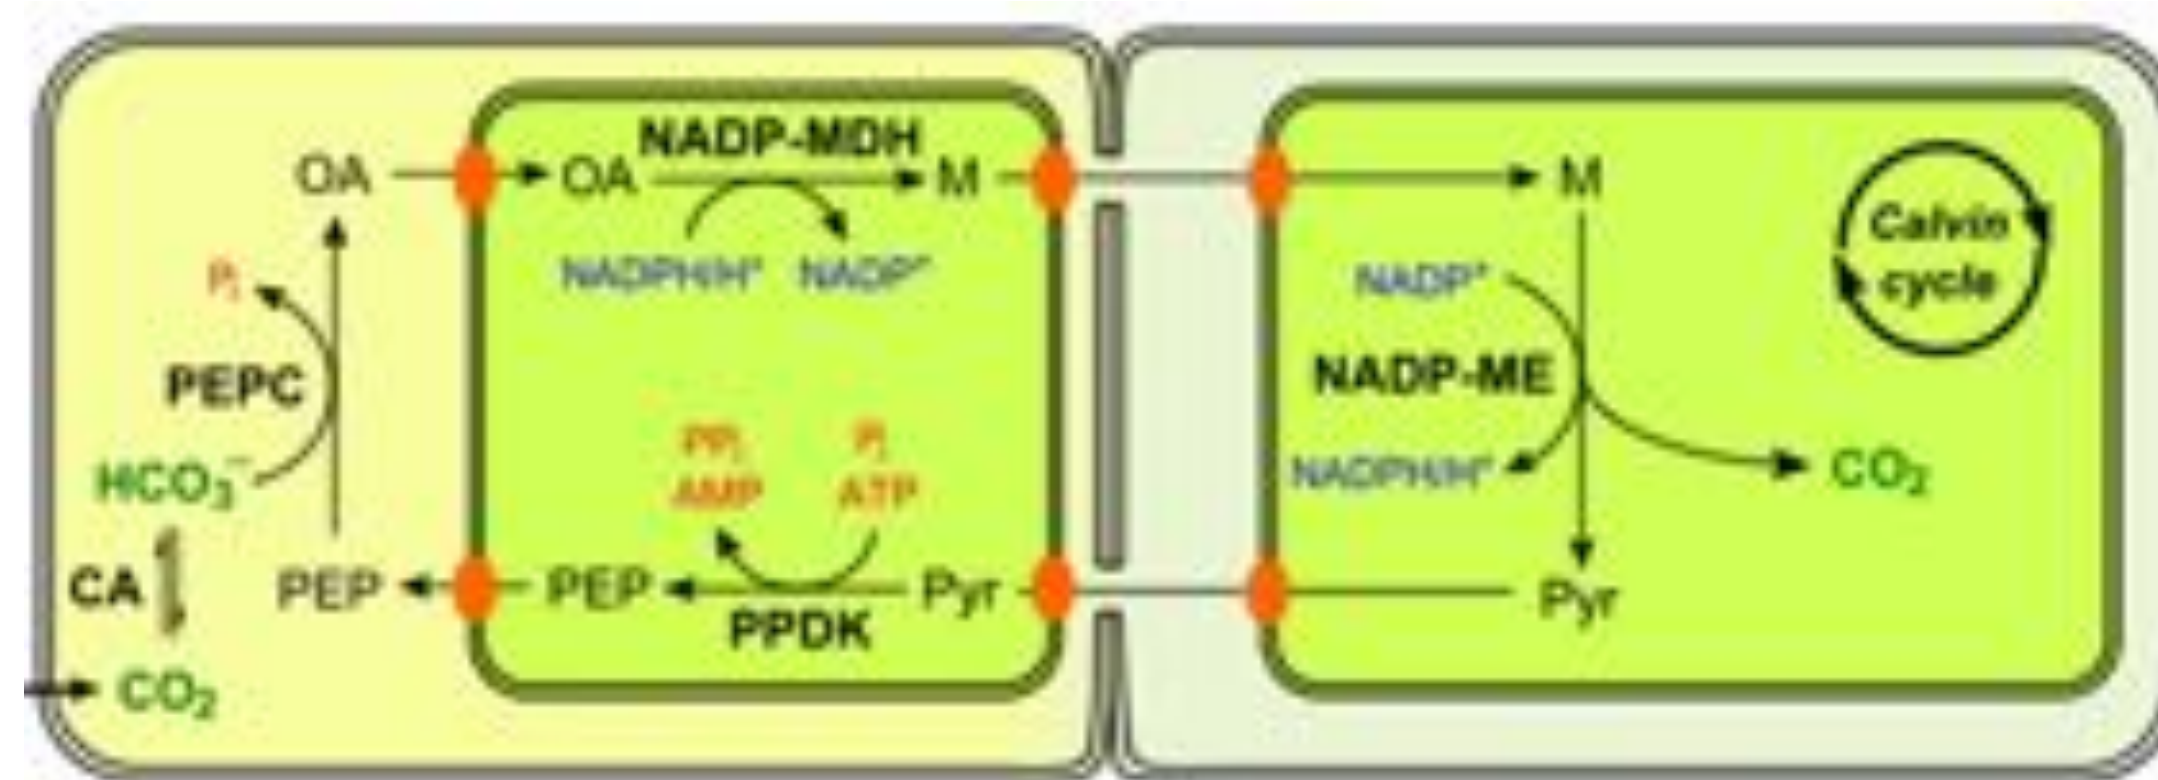 NADP-MDH
OA
OA
M
M
Calvin
cycle
Pᵢ
NADPH/H⁺
NADP⁺
NADP⁺
PEPC
NADP-ME
HCO₃⁻
PPᵢ
Pᵢ
AMP
ATP
NADPH/H⁺
CO₂
CA
PEP
PEP
Pyr
Pyr
PPDK
CO₂